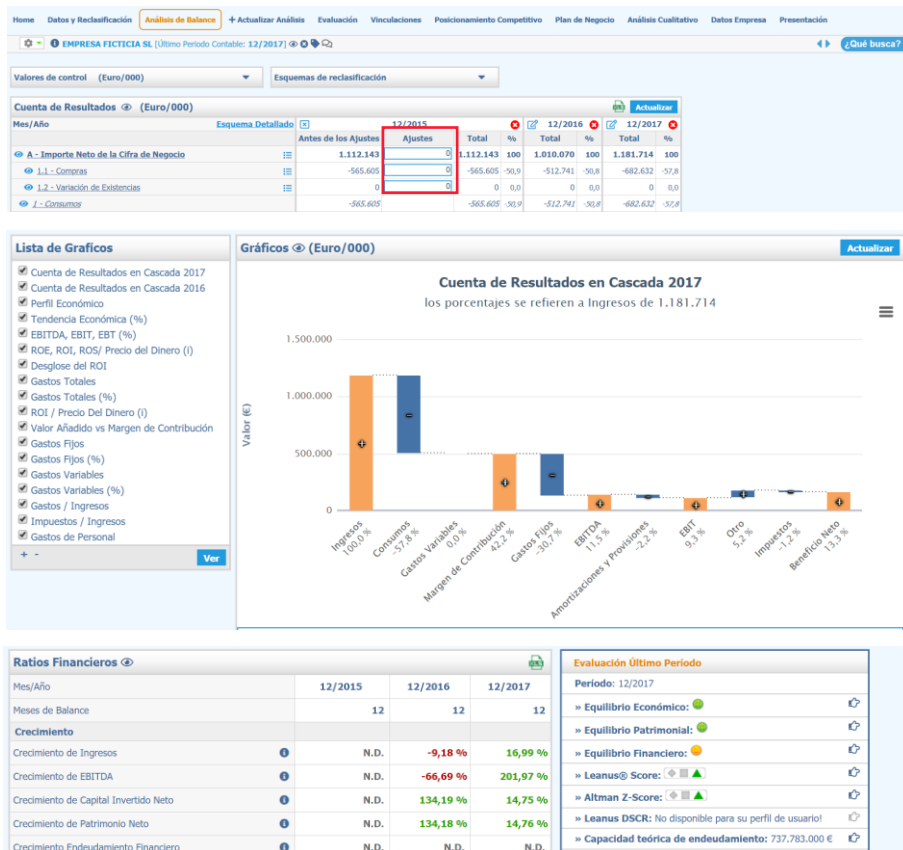 Home Datos y Reclasificación Análisis de Balance + Actualizar Análisis Evaluación Vinculaciones Posicionamiento Competitivo Plan de Negocio Análisis Cualitativo Datos Empresa Presentación
EMPRESA FICTICIA SL [Último Periodo Contable: 12/2017] ¿Qué busca?
Valores de control (Euro/000) Esquemas de reclasificación
Cuenta de Resultados (Euro/000) Actualizar
Mes/Año Esquema Detallado 12/2015 12/2016 12/2017
Antes de los Ajustes Ajustes Total % Total % Total %
A - Importe Neto de la Cifra de Negocio 1.112.143 0 1.112.143 100 1.010.070 100 1.181.714 100
1.1 - Compras -565.605 0 -565.605 -50,9 -512.741 -50,8 -682.632 -57,8
1.2 - Variación de Existencias 0 0 0 0,0 0 0,0 0 0,0
1 - Consumos -565.605 -565.605 -50,9 -512.741 -50,8 -682.632 -57,8
Lista de Grafícos
Cuenta de Resultados en Cascada 2017
Cuenta de Resultados en Cascada 2016
Perfil Económico
Tendencia Económica (%)
EBITDA, EBIT, EBT (%)
ROE, ROI, ROS/ Precio del Dinero (i)
Desglose del ROI
Gastos Totales
Gastos Totales (%)
ROI / Precio Del Dinero (i)
Valor Añadido vs Margen de Contribución
Gastos Fijos
Gastos Fijos (%)
Gastos Variables
Gastos Variables (%)
Gastos / Ingresos
Impuestos / Ingresos
Gastos de Personal
+ - Ver
Gráficos (Euro/000) Actualizar
Cuenta de Resultados en Cascada 2017
los porcentajes se refieren a Ingresos de 1.181.714
Valor (€)
1.500.000
1.000.000
500.000
0
Ingresos 100,0 %
Consumos -57,8 %
Gastos Variables 0,0 %
Margen de Contribución 42,2 %
Gastos Fijos -30,7 %
EBITDA 11,5 %
Amortizaciones y Provisiones -2,2 %
EBIT 9,3 %
Otro 5,2 %
Impuestos -1,2 %
Beneficio Neto 13,3 %
Ratios Financieros
Mes/Año 12/2015 12/2016 12/2017
Meses de Balance 12 12 12
Crecimiento
Crecimiento de Ingresos N.D. -9,18 % 16,99 %
Crecimiento de EBITDA N.D. -66,69 % 201,97 %
Crecimiento de Capital Invertido Neto N.D. 134,19 % 14,75 %
Crecimiento de Patrimonio Neto N.D. 134,18 % 14,76 %
Crecimiento Endeudamiento Financiero N.D. N.D. N.D.
Evaluación Último Período
Período: 12/2017
» Equilibrio Económico:
» Equilibrio Patrimonial:
» Equilibrio Financiero:
» Leanus® Score:
» Altman Z-Score:
» Leanus DSCR: No disponible para su perfil de usuario!
» Capacidad teórica de endeudamiento: 737.783.000 €